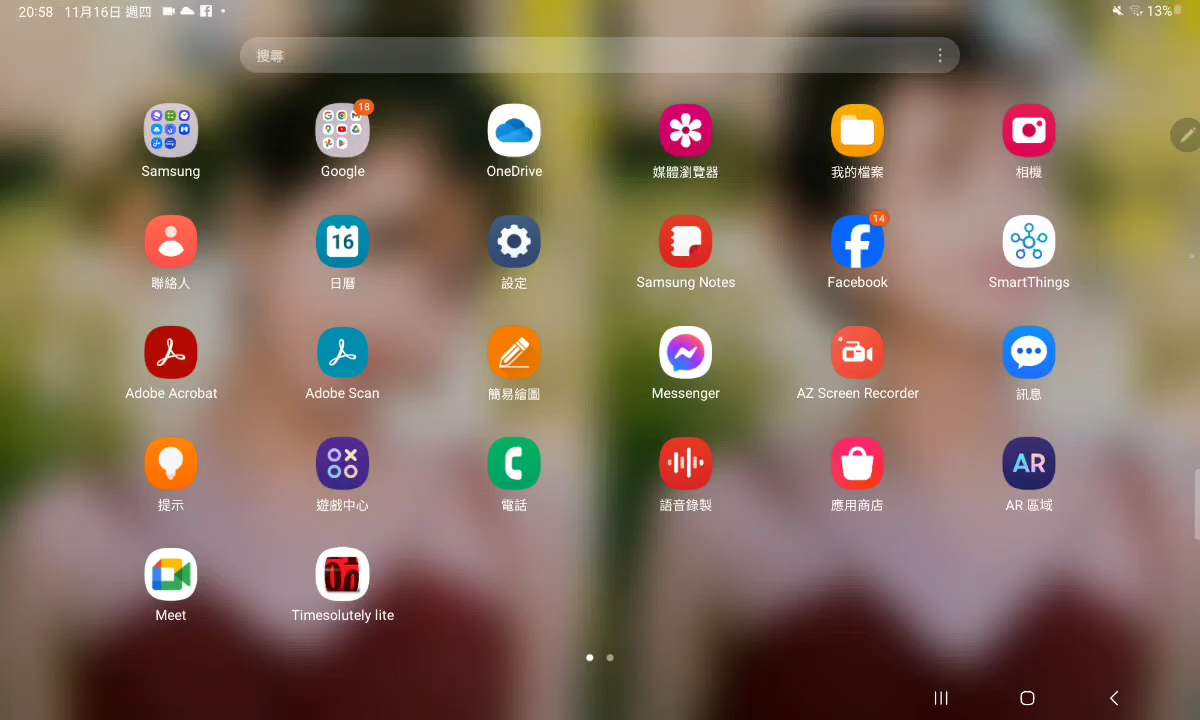 20:58 11月16日 週四
13%
搜尋
18
Samsung
Google
OneDrive
媒體瀏覽器
我的檔案
相機
16
14
聯絡人
日曆
設定
Samsung Notes
Facebook
SmartThings
Adobe Acrobat
Adobe Scan
簡易繪圖
Messenger
AZ Screen Recorder
訊息
AR
提示
遊戲中心
電話
語音錄製
應用商店
AR 區域
Meet
Timesolutely lite